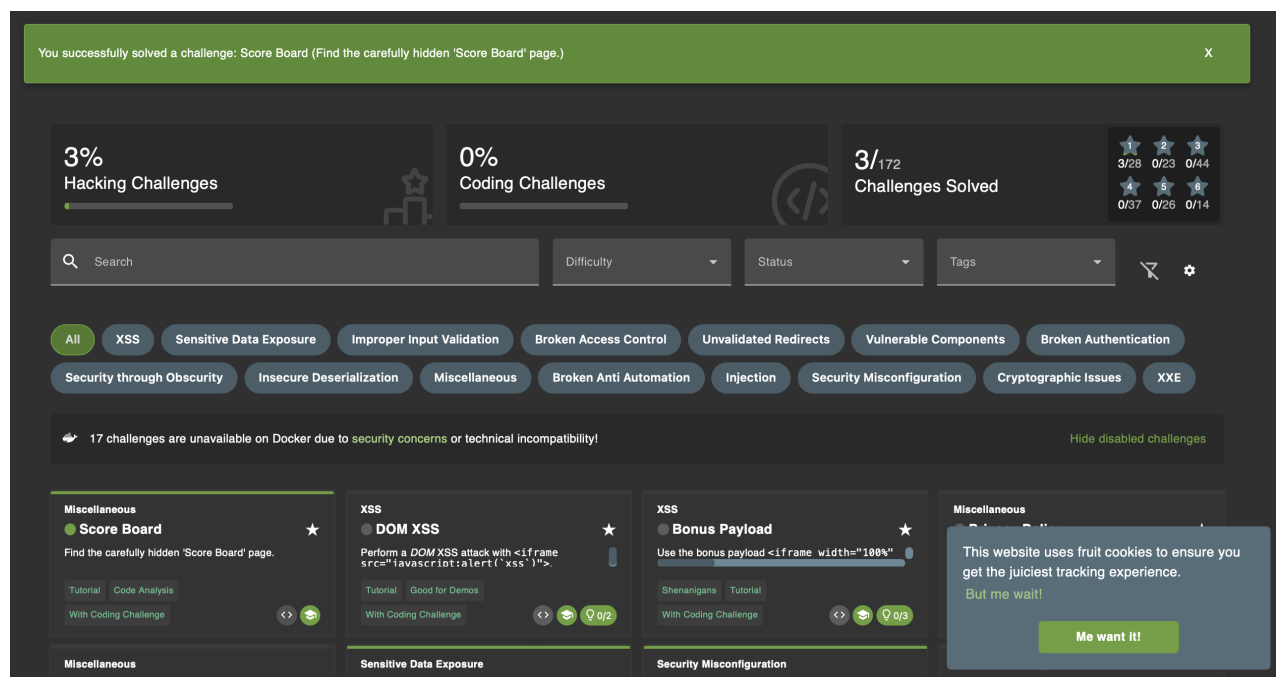 You successfully solved a challenge: Score Board (Find the carefully hidden 'Score Board' page.)
X
3%
Hacking Challenges
0%
Coding Challenges
3/172
Challenges Solved
1 2 3
3/28 0/23 0/44
4 5 6
0/37 0/26 0/14
Search
Difficulty
Status
Tags
All XSS Sensitive Data Exposure Improper Input Validation Broken Access Control Unvalidated Redirects Vulnerable Components Broken Authentication
Security through Obscurity Insecure Deserialization Miscellaneous Broken Anti Automation Injection Security Misconfiguration Cryptographic Issues XXE
17 challenges are unavailable on Docker due to security concerns or technical incompatibility!
Hide disabled challenges
Miscellaneous
Score Board
Find the carefully hidden 'Score Board' page.
Tutorial Code Analysis
With Coding Challenge
XSS
DOM XSS
Perform a DOM XSS attack with <iframe
src="javascript:alert(`xss`)">.
Tutorial Good for Demos
With Coding Challenge
0/2
XSS
Bonus Payload
Use the bonus payload <iframe width="100%"
Shenanigans Tutorial
With Coding Challenge
0/3
Miscellaneous
This website uses fruit cookies to ensure you
get the juiciest tracking experience.
But me wait!
Me want it!
Miscellaneous
Sensitive Data Exposure
Security Misconfiguration